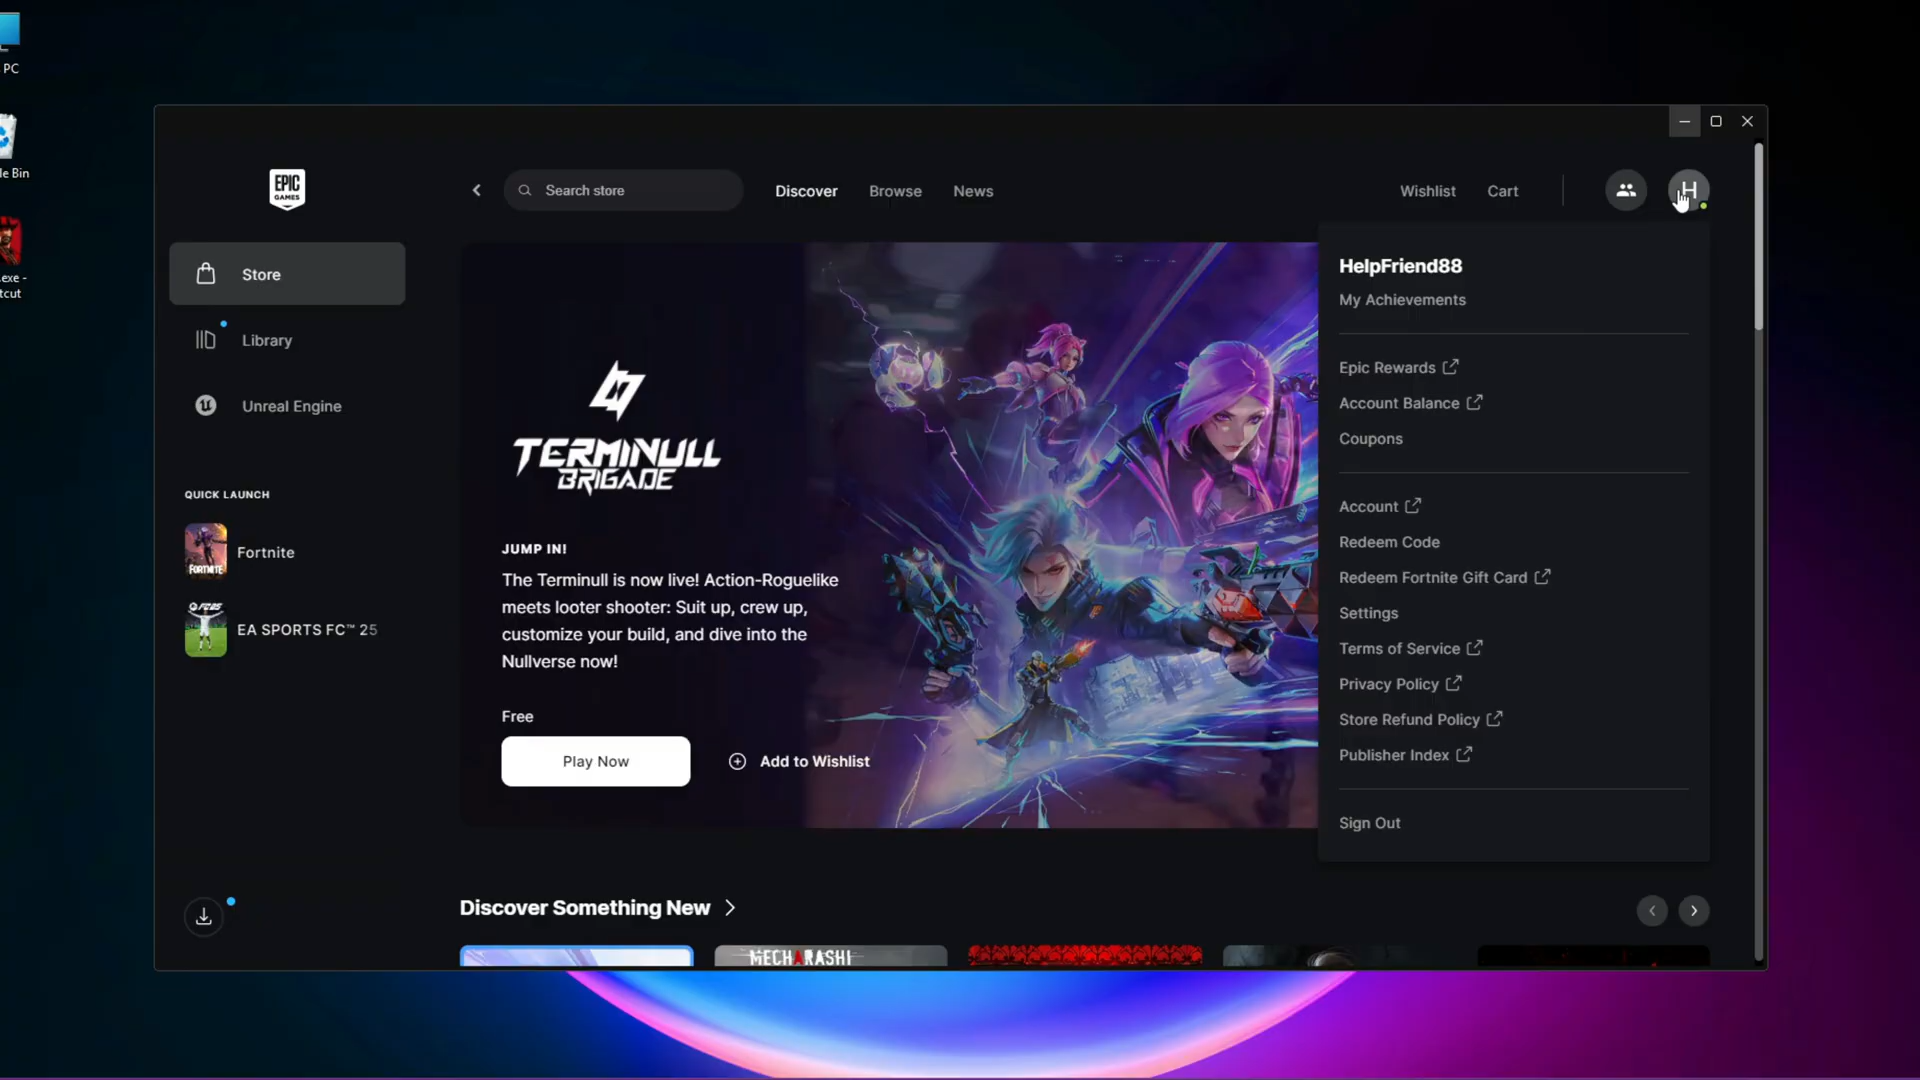 PC
le Bin
.exe -
tcut
EPIC
GAMES
Search store
Discover
Browse
News
Wishlist
Cart
H
Store
Library
Unreal Engine
QUICK LAUNCH
FORTNITE
Fortnite
FC25
EA SPORTS FC™ 25
TERMINULL
BRIGADE
JUMP IN!
The Terminull is now live! Action-Roguelike
meets looter shooter: Suit up, crew up,
customize your build, and dive into the
Nullverse now!
Free
Play Now
Add to Wishlist
HelpFriend88
My Achievements
Epic Rewards
Account Balance
Coupons
Account
Redeem Code
Redeem Fortnite Gift Card
Settings
Terms of Service
Privacy Policy
Store Refund Policy
Publisher Index
Sign Out
Discover Something New
MECHARASHI